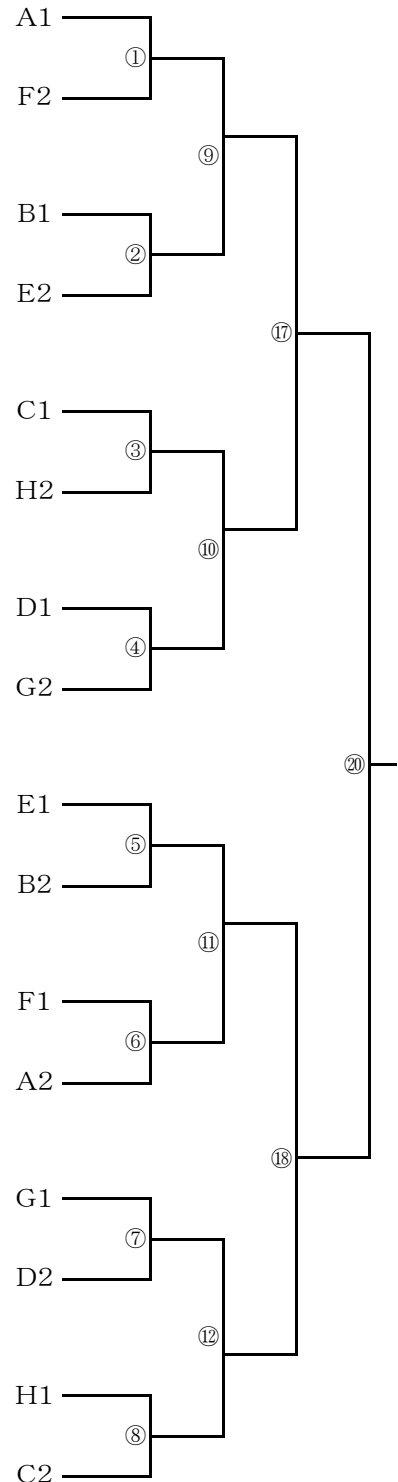 A1
①
F2
⑨
B1
②
E2
⑰
C1
③
H2
⑩
D1
④
G2
⑳
E1
⑤
B2
⑪
F1
⑥
A2
⑱
G1
⑦
D2
⑫
H1
⑧
C2